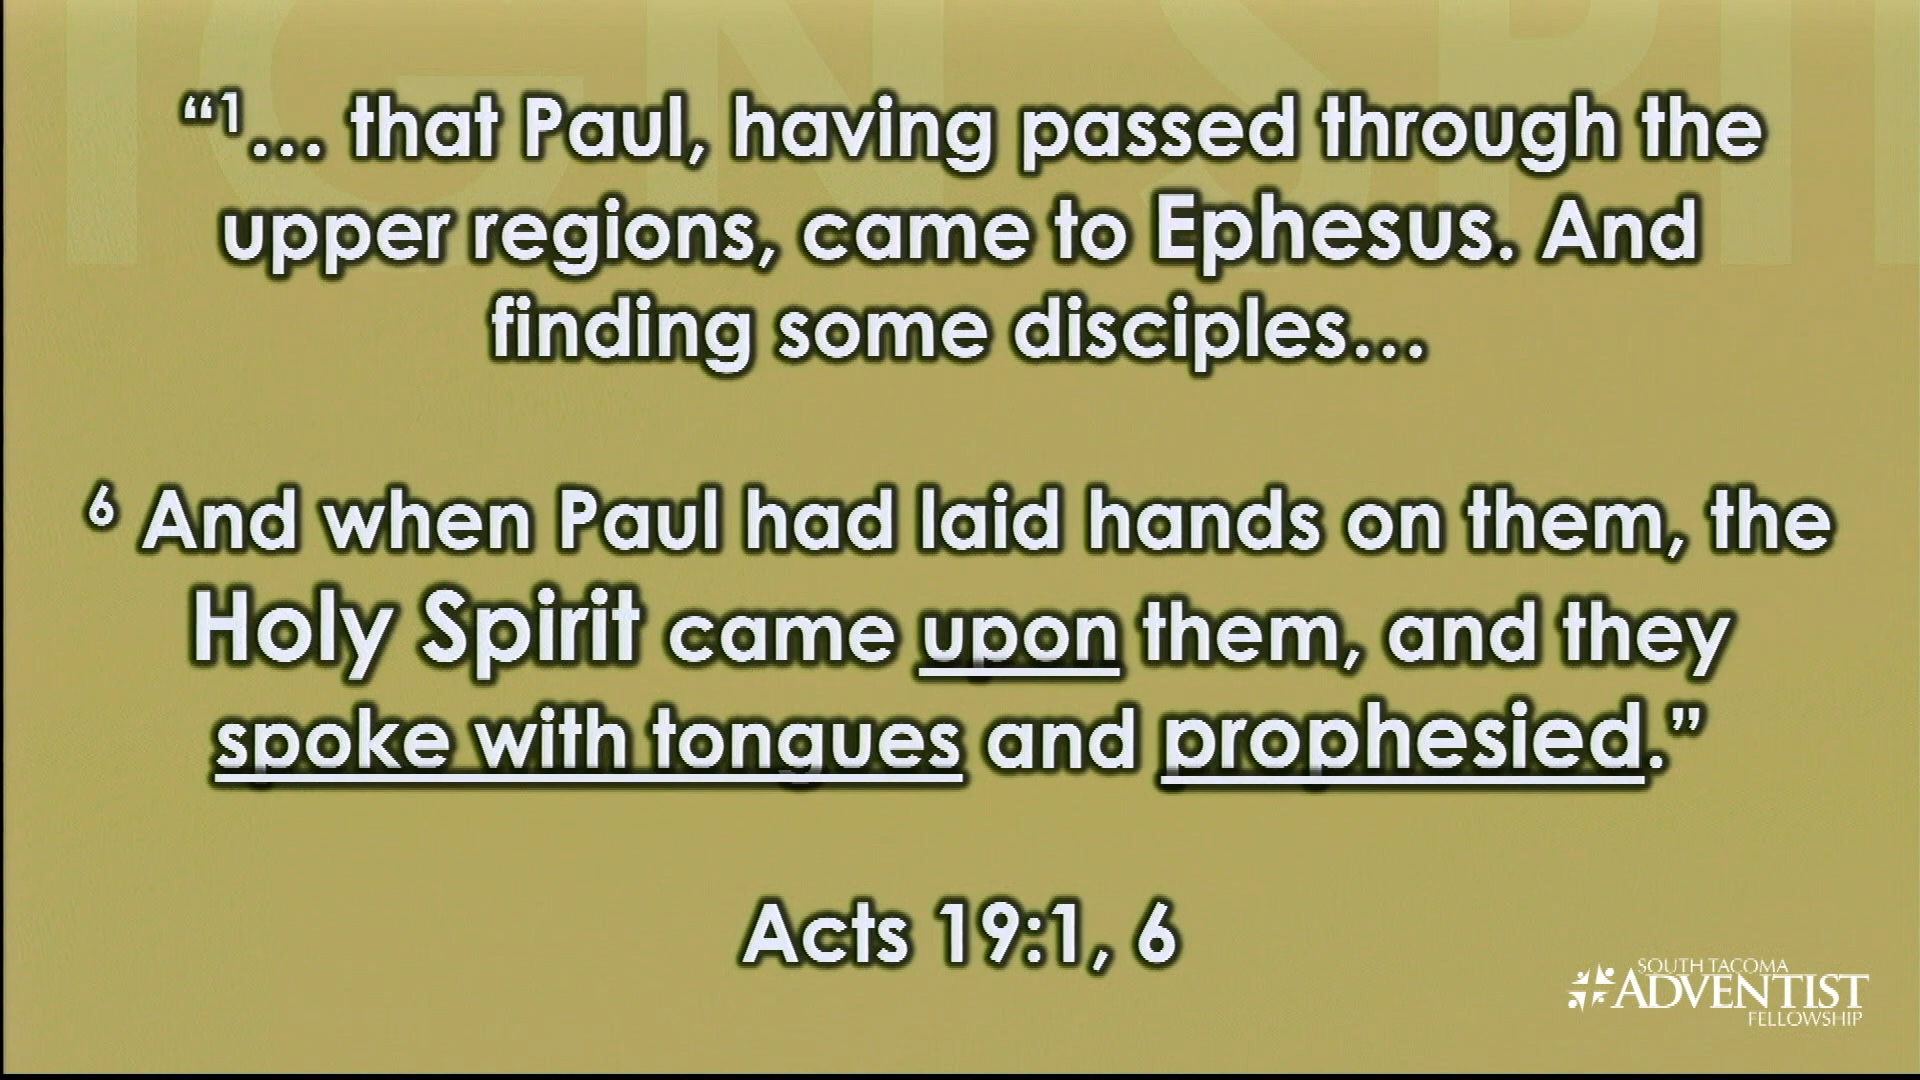 IGN SPI
“1… that Paul, having passed through the
upper regions, came to Ephesus. And
finding some disciples…
6 And when Paul had laid hands on them, the
Holy Spirit came upon them, and they
spoke with tongues and prophesied.”
Acts 19:1, 6
SOUTH TACOMA
ADVENTIST
FELLOWSHIP